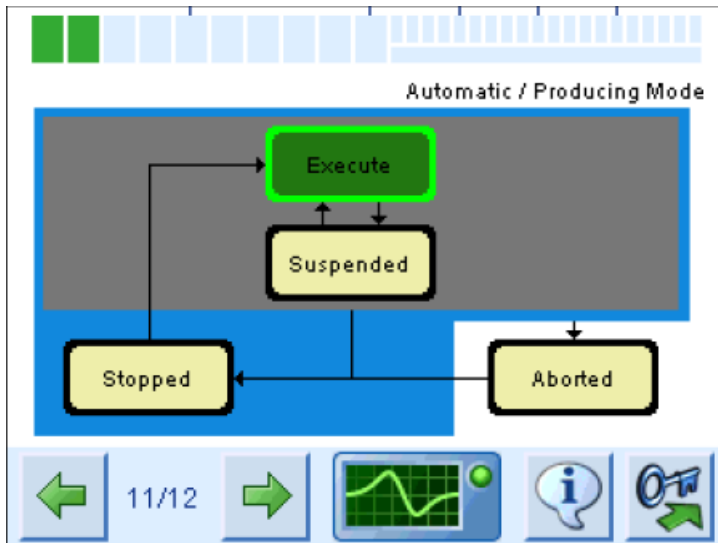 Automatic / Producing Mode
Execute
Suspended
Stopped
Aborted
11/12
i